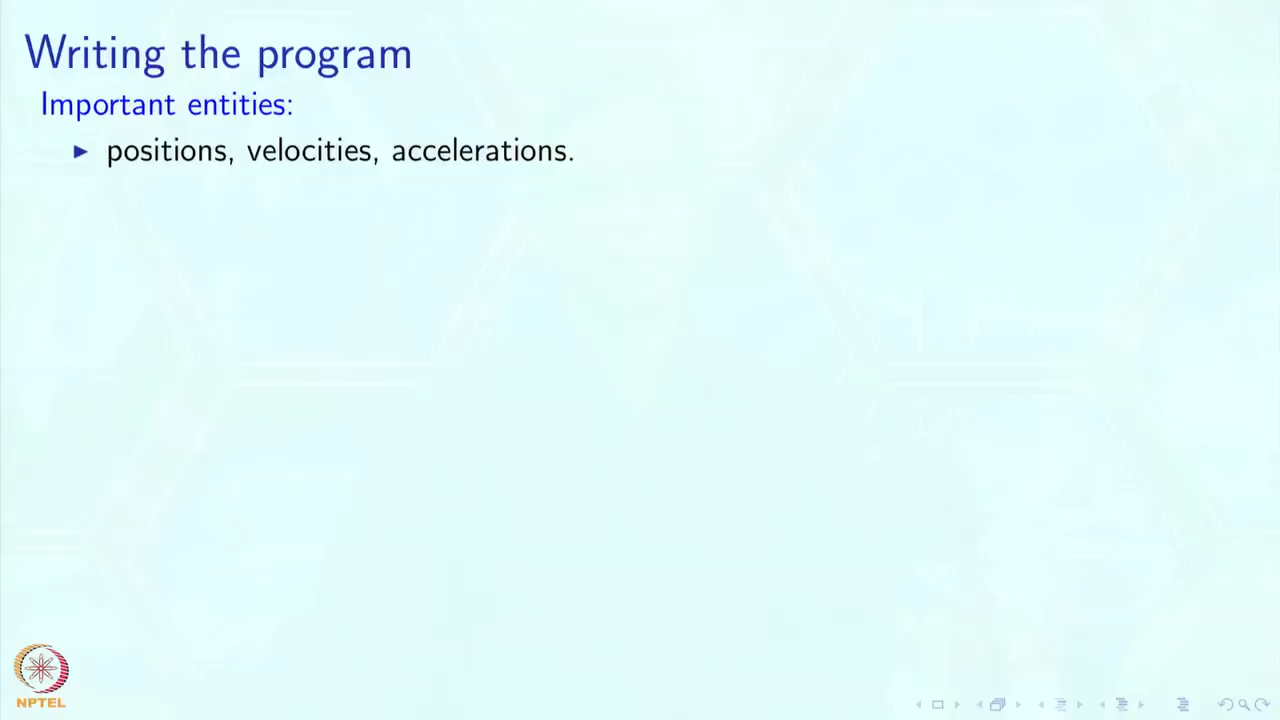 Writing the program
Important entities:
▶ positions, velocities, accelerations.
NPTEL